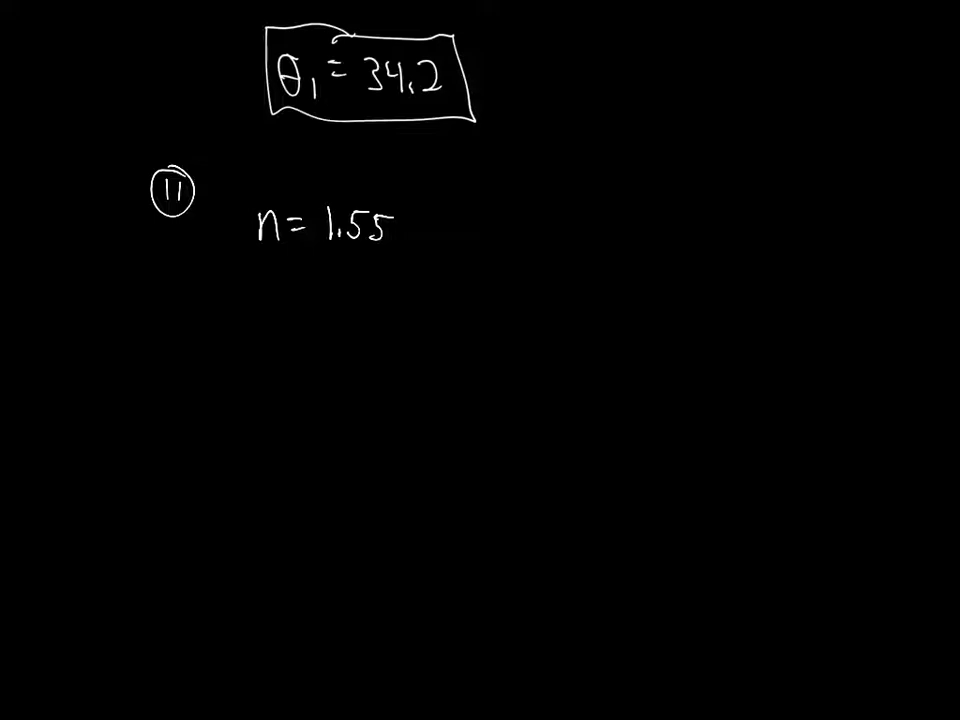 θ₁ = 34.2
11
n = 1.55